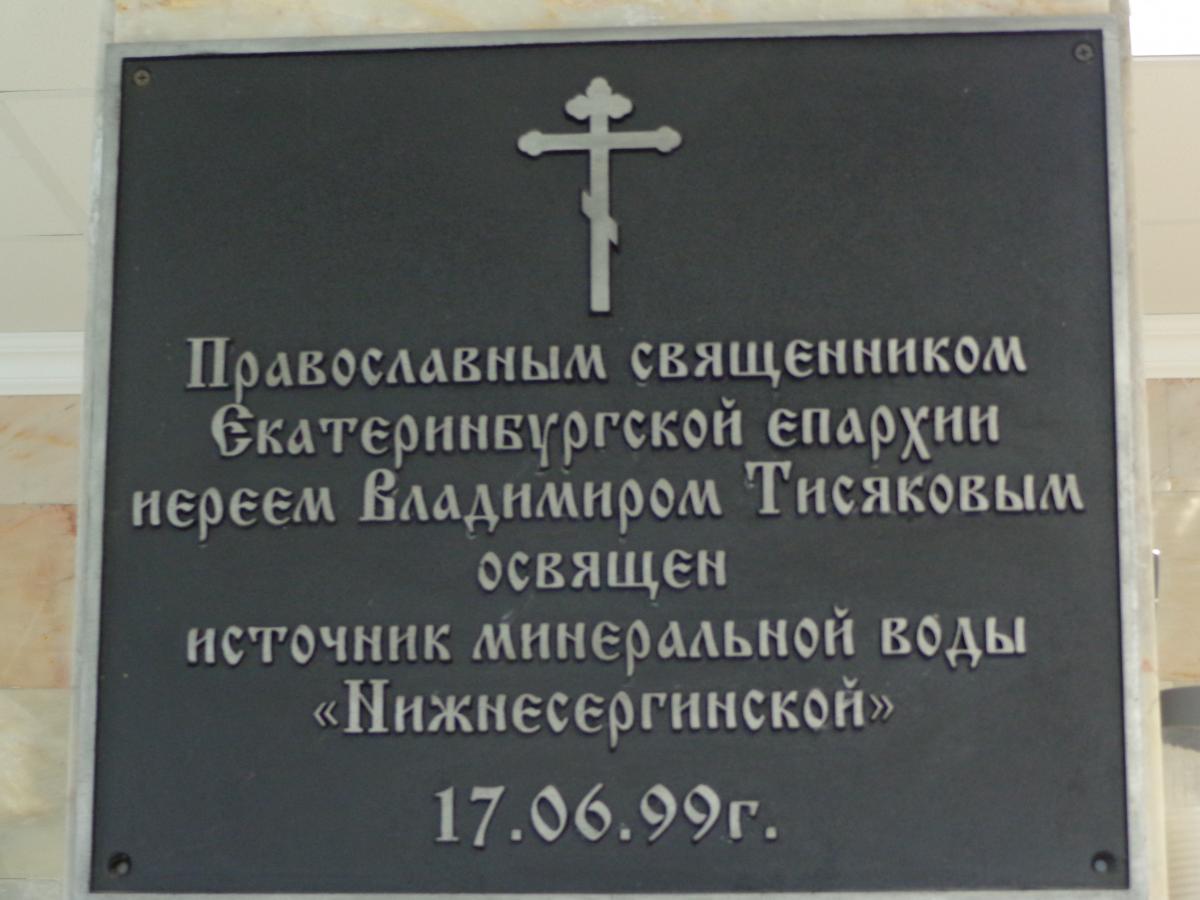 Православным священником
Екатеринбургской епархии
иереем Владимиром Тисяковым
освящен
источник минеральной воды
«Нижнесергинской»
17.06.99г.